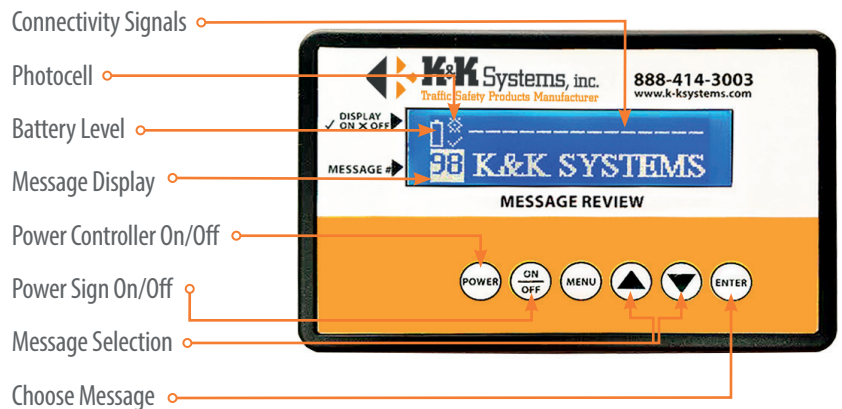 Connectivity Signals
Photocell
Battery Level
Message Display
Power Controller On/Off
Power Sign On/Off
Message Selection
Choose Message
K&K Systems, inc.
Traffic Safety Products Manufacturer
888-414-3003
www.k-ksystems.com
DISPLAY
✓ ON X OFF
MESSAGE #
98 K&K SYSTEMS
MESSAGE REVIEW
POWER
ON
OFF
MENU
ENTER